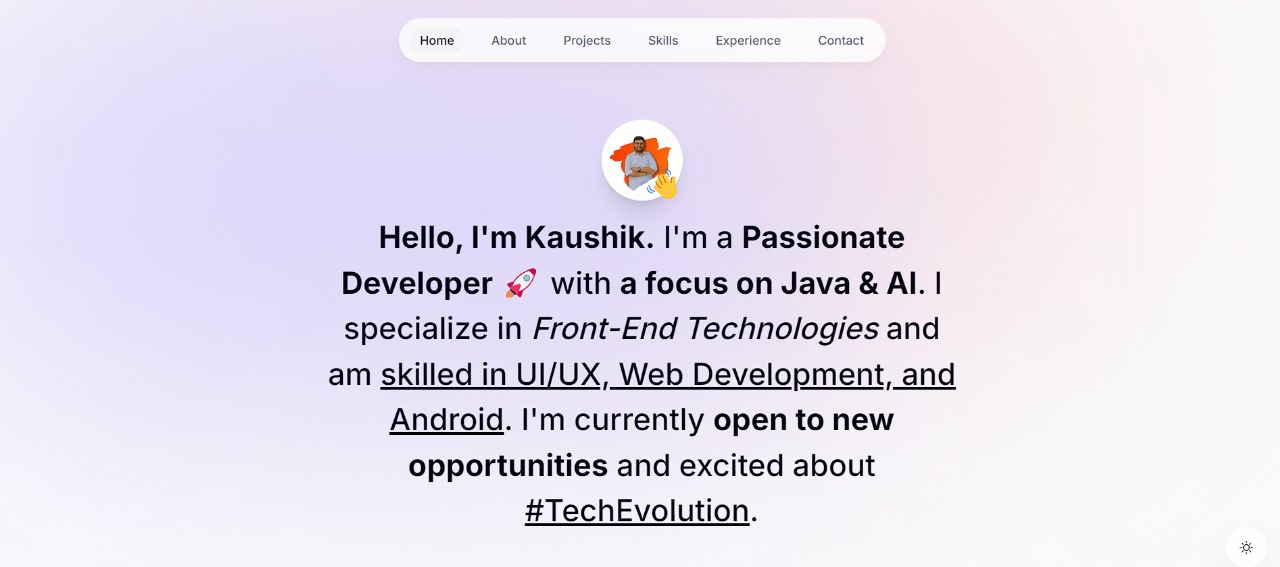 Home About Projects Skills Experience Contact
Hello, I'm Kaushik. I'm a Passionate
Developer 🚀 with a focus on Java & AI. I
specialize in Front-End Technologies and
am skilled in UI/UX, Web Development, and
Android. I'm currently open to new
opportunities and excited about
#TechEvolution.